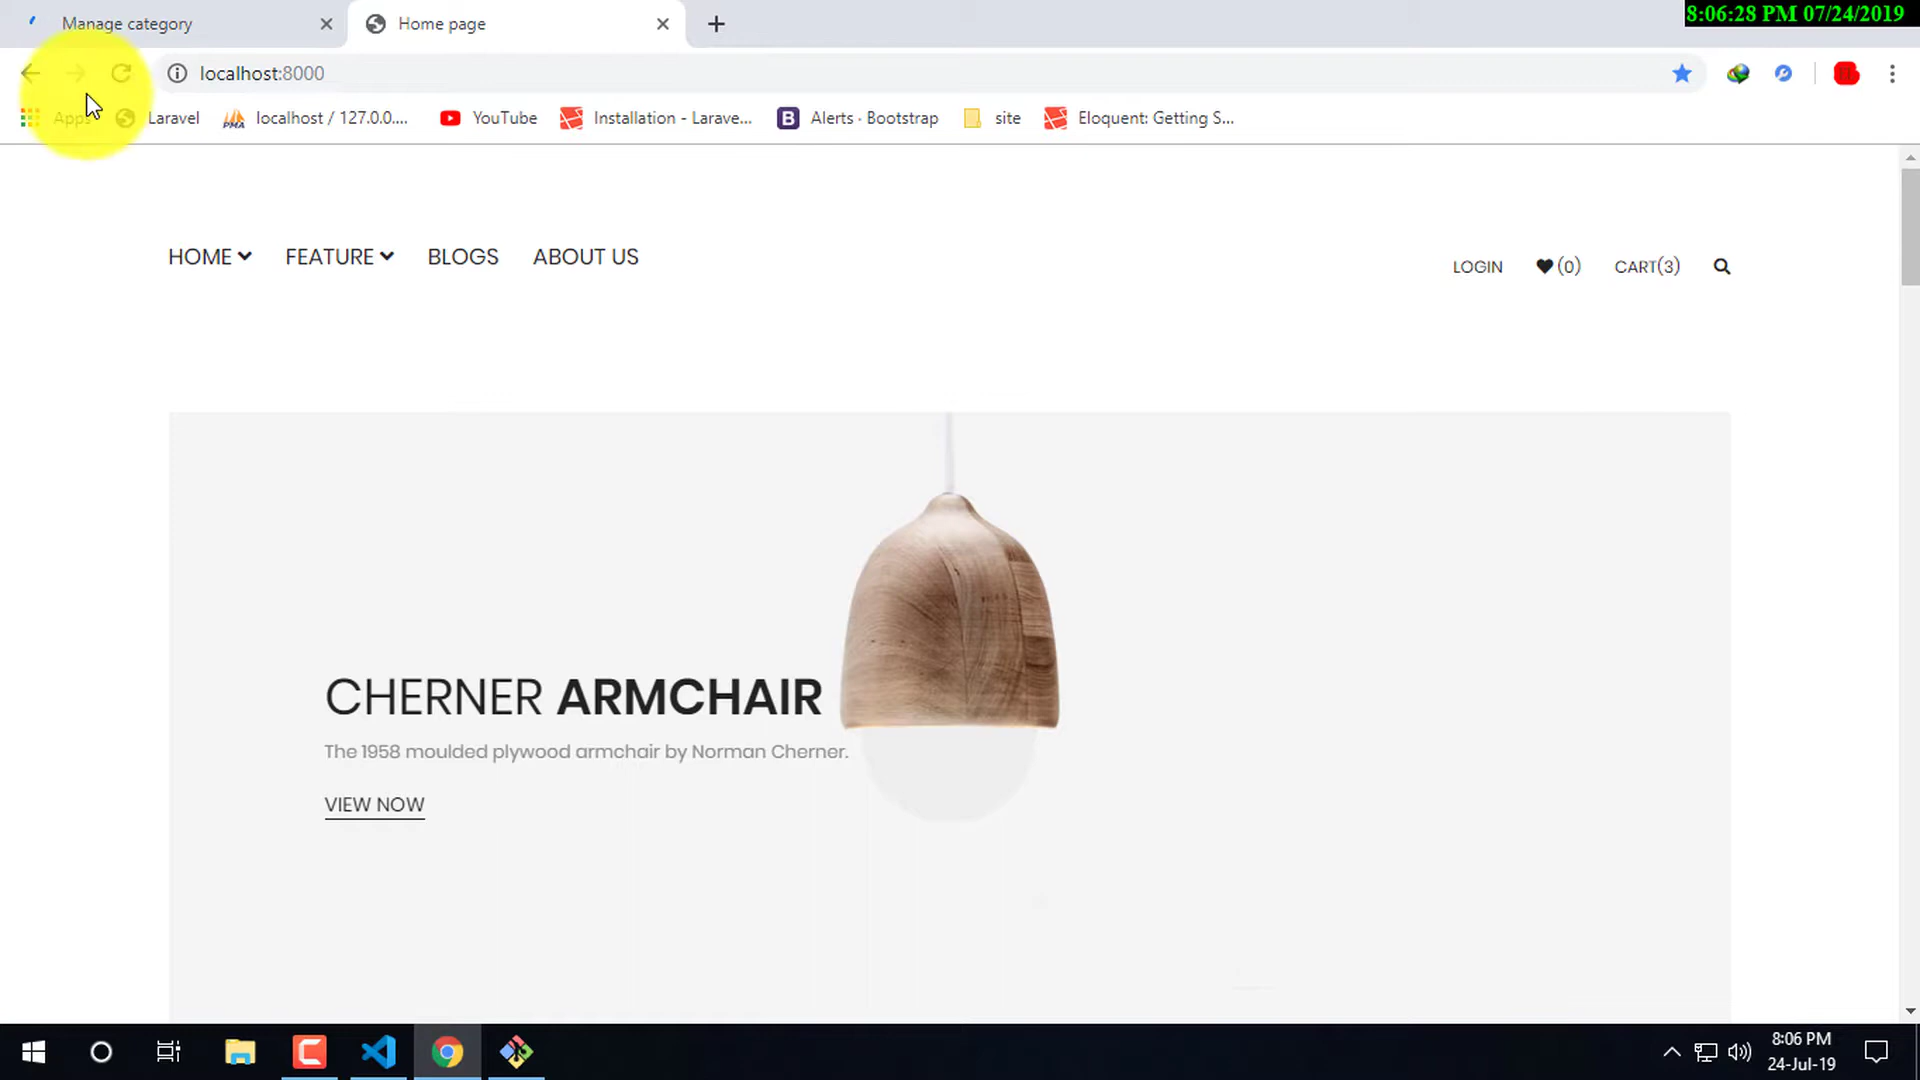 Manage category
Home page
8:06:28 PM 07/24/2019
localhost:8000
Apps
Laravel
localhost / 127.0.0....
YouTube
Installation - Larave...
Alerts · Bootstrap
site
Eloquent: Getting S...
HOME
FEATURE
BLOGS
ABOUT US
LOGIN
(0)
CART(3)
CHERNER ARMCHAIR
The 1958 moulded plywood armchair by Norman Cherner.
VIEW NOW
8:06 PM
24-Jul-19